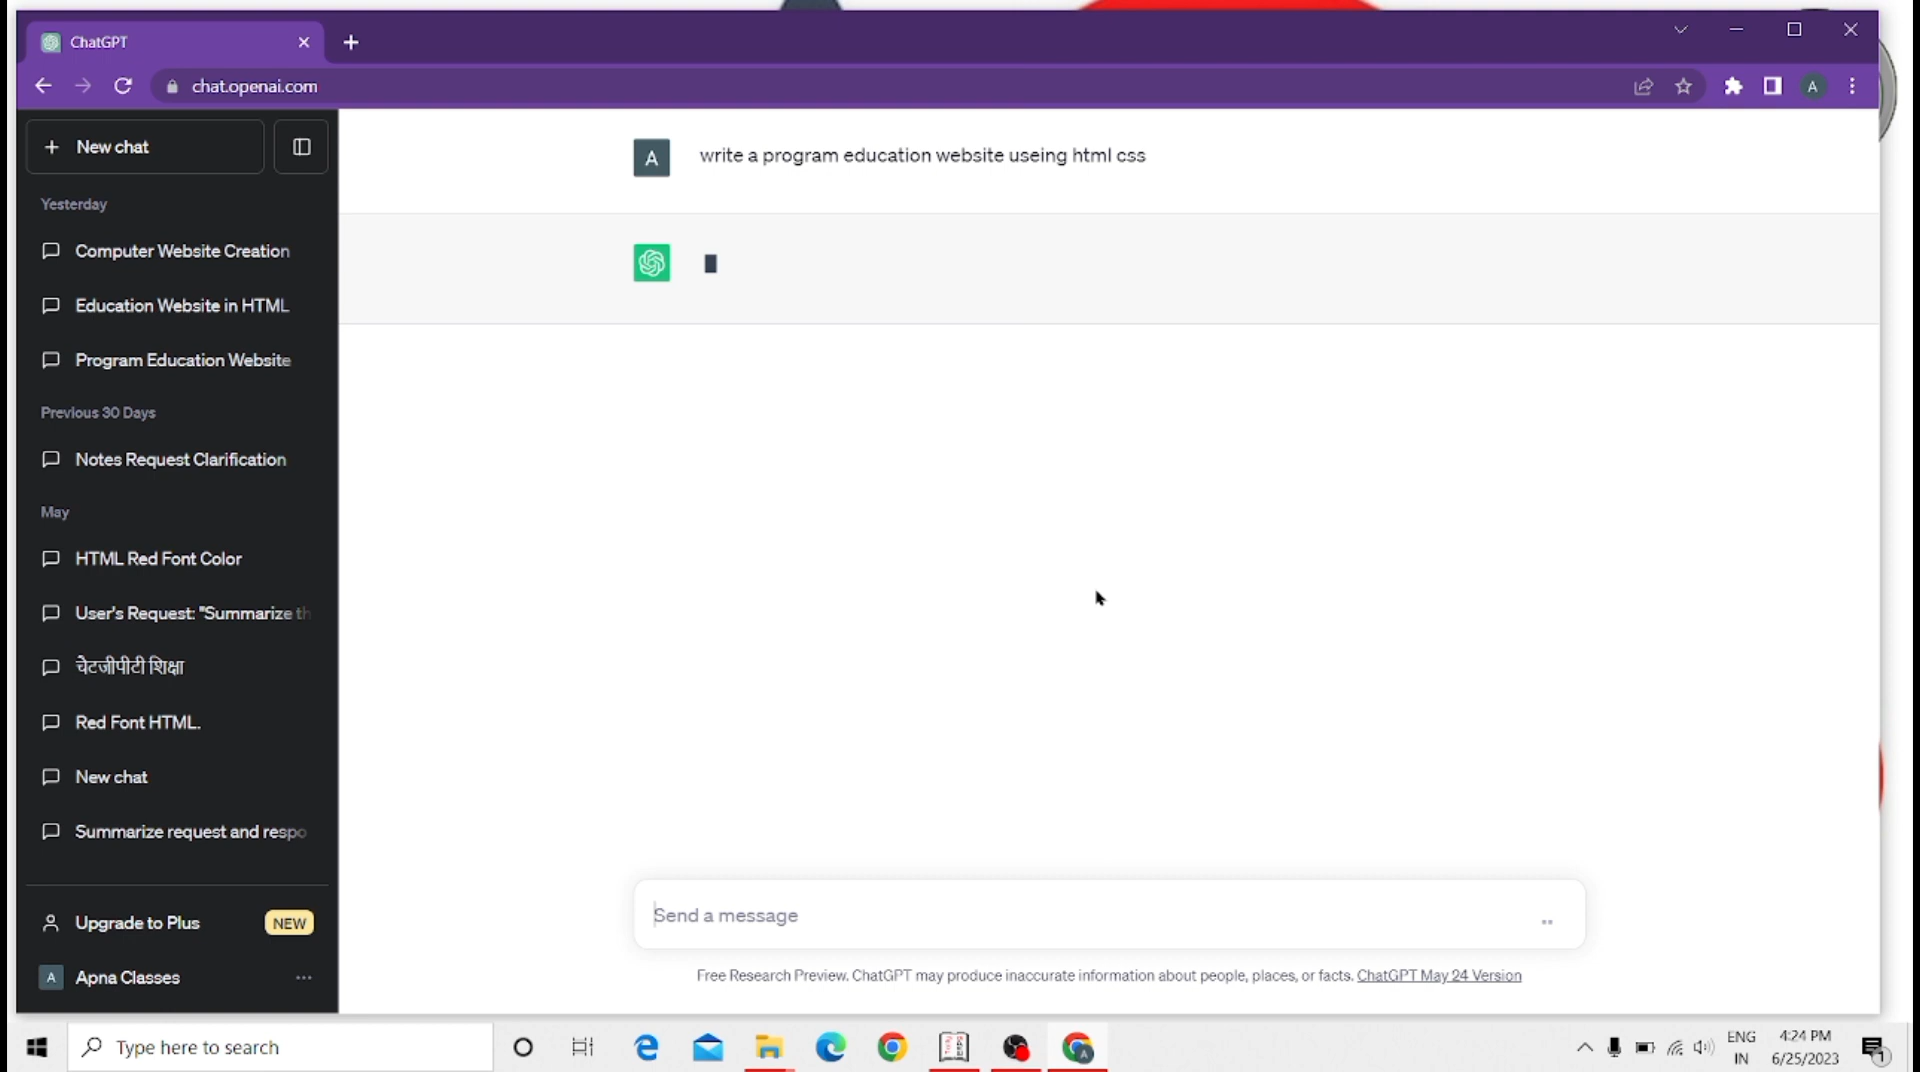 ChatGPT
chat.openai.com
A
New chat
Yesterday
Computer Website Creation
Education Website in HTML
Program Education Website
Previous 30 Days
Notes Request Clarification
May
HTML Red Font Color
User's Request: "Summarize th
चैटजीपीटी शिक्षा
Red Font HTML.
New chat
Summarize request and respo
Upgrade to Plus NEW
A Apna Classes
A write a program education website useing html css
Send a message
Free Research Preview. ChatGPT may produce inaccurate information about people, places, or facts. ChatGPT May 24 Version
Type here to search
A
ENG
IN
4:24 PM
6/25/2023
1